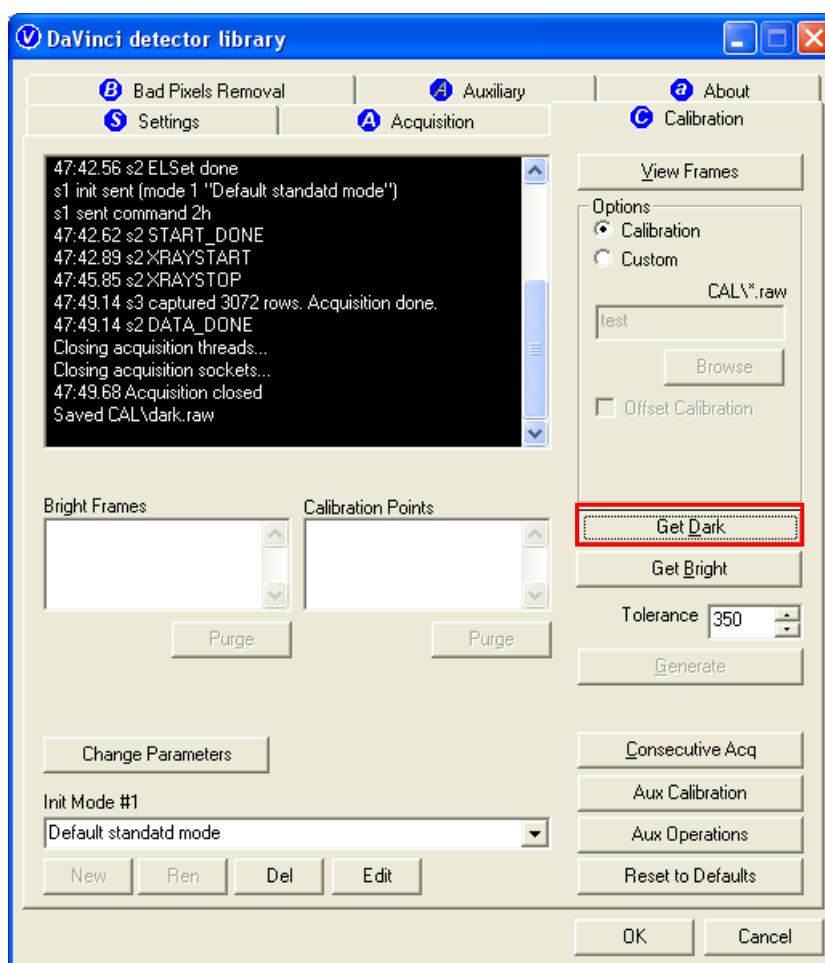 DaVinci detector library
Bad Pixels Removal
Auxiliary
About
Settings
Acquisition
Calibration
47:42.56 s2 ELSet done
s1 init sent (mode 1 "Default standatd mode")
s1 sent command 2h
47:42.62 s2 START_DONE
47:42.89 s2 XRAYSTART
47:45.85 s2 XRAYSTOP
47:49.14 s3 captured 3072 rows. Acquisition done.
47:49.14 s2 DATA_DONE
Closing acquisition threads...
Closing acquisition sockets...
47:49.68 Acquisition closed
Saved CAL\dark.raw
View Frames
Options
Calibration
Custom
CAL\*.raw
test
Browse
Offset Calibration
Bright Frames
Calibration Points
Purge
Purge
Get Dark
Get Bright
Tolerance 350
Generate
Change Parameters
Init Mode #1
Default standatd mode
New
Ren
Del
Edit
Consecutive Acq
Aux Calibration
Aux Operations
Reset to Defaults
OK
Cancel